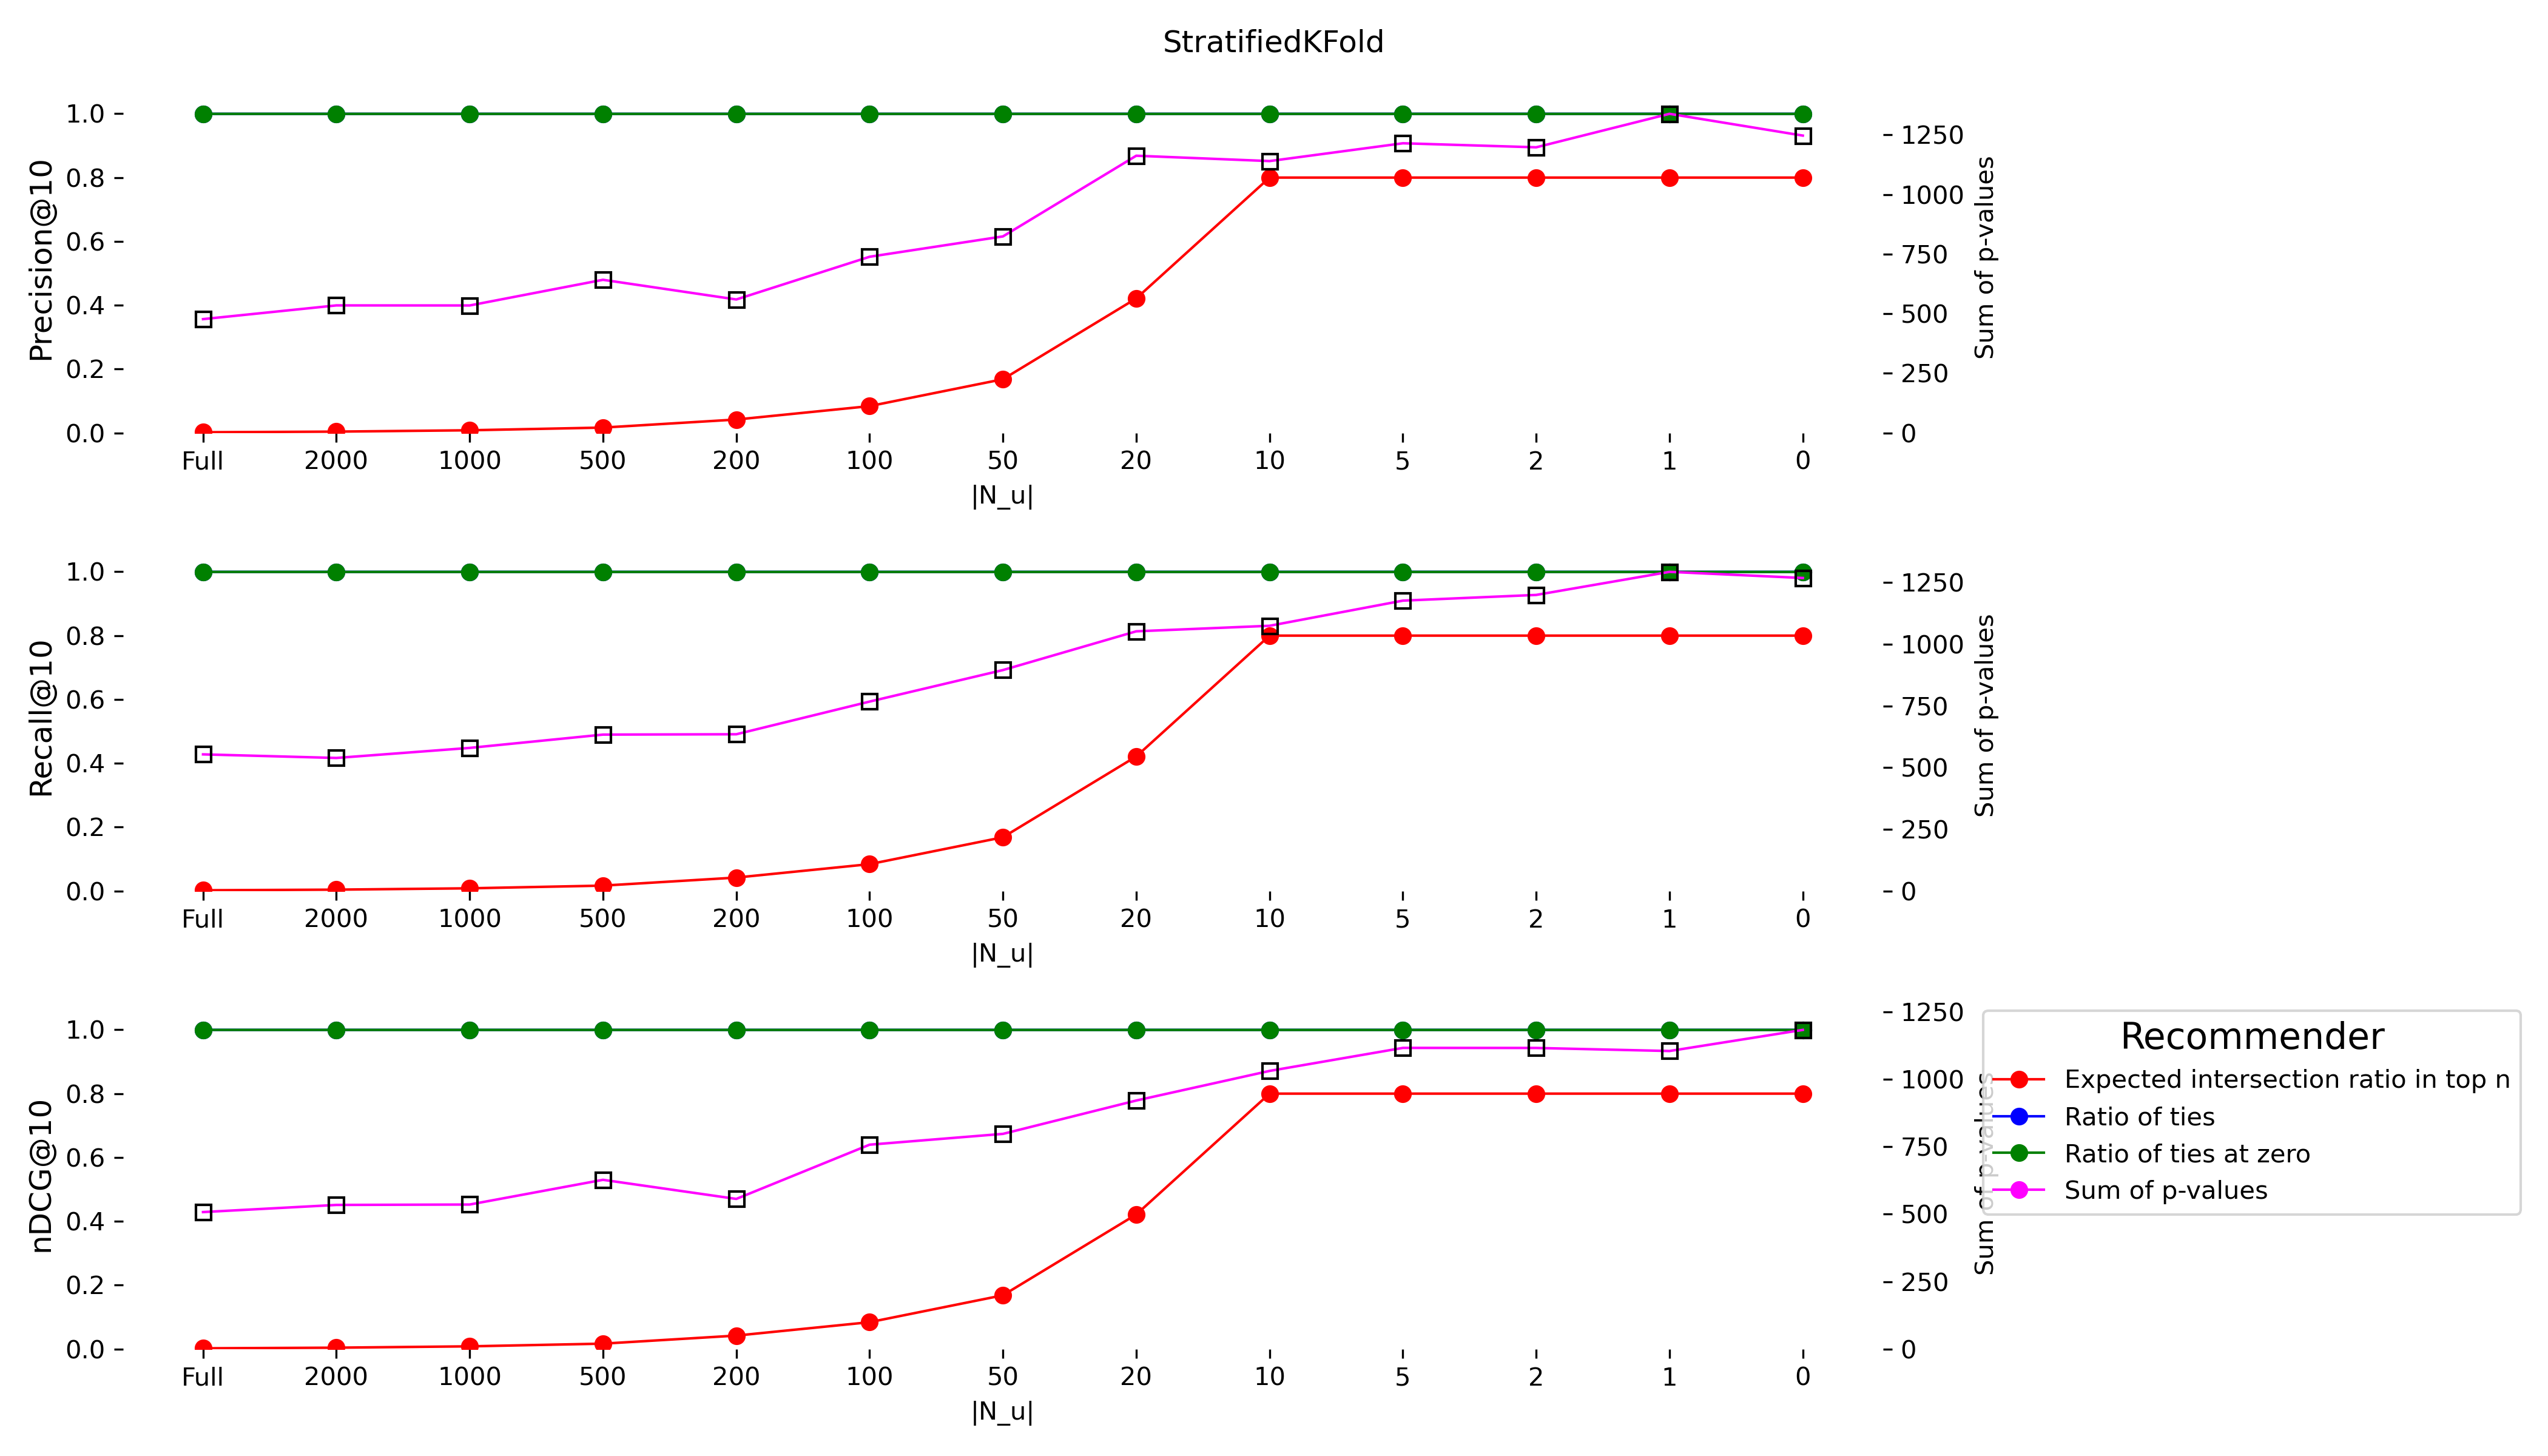 StratifiedKFold
Precision@10
1.0
0.8
0.6
0.4
0.2
0.0
1250
1000
750
500
250
0
Sum of p-values
Full 2000 1000 500 200 100 50 20 10 5 2 1 0
|N_u|
Recall@10
1.0
0.8
0.6
0.4
0.2
0.0
1250
1000
750
500
250
0
Sum of p-values
Full 2000 1000 500 200 100 50 20 10 5 2 1 0
|N_u|
nDCG@10
1.0
0.8
0.6
0.4
0.2
0.0
1250
1000
750
500
250
0
Sum of p-values
Full 2000 1000 500 200 100 50 20 10 5 2 1 0
|N_u|
Recommender
Expected intersection ratio in top n
Ratio of ties
Ratio of ties at zero
Sum of p-values